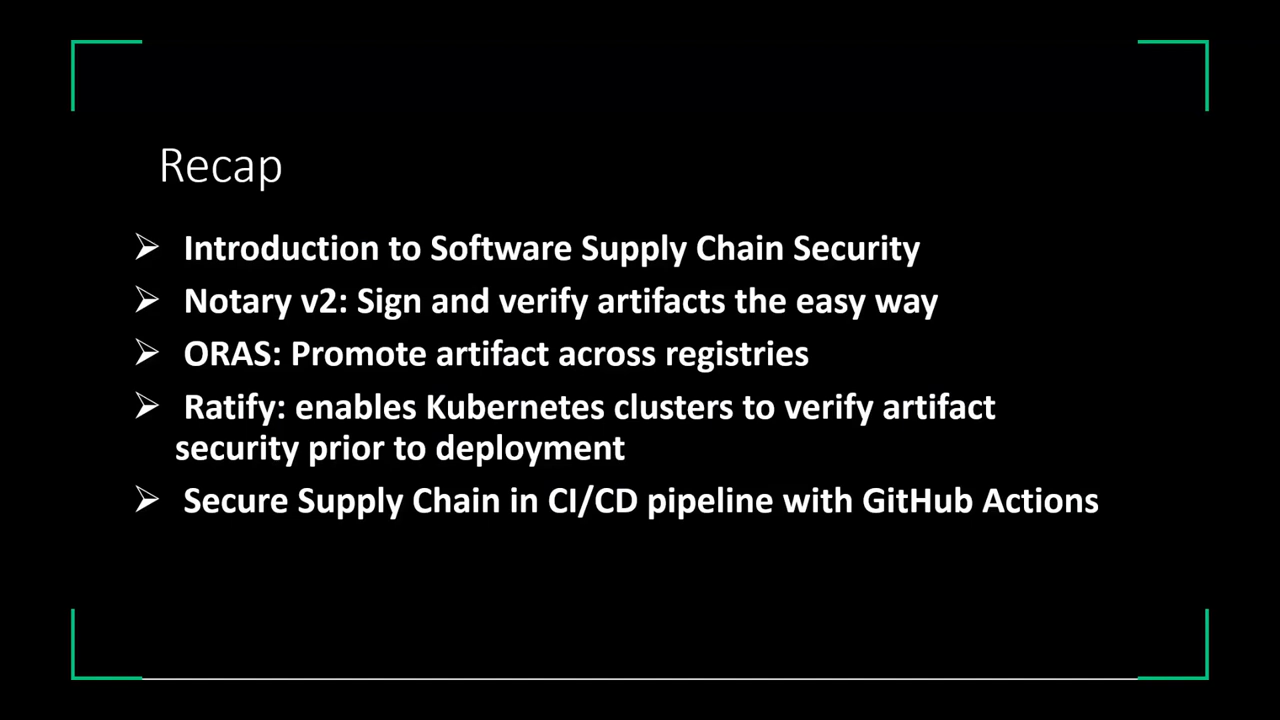 Recap
➢ Introduction to Software Supply Chain Security
➢ Notary v2: Sign and verify artifacts the easy way
➢ ORAS: Promote artifact across registries
➢ Ratify: enables Kubernetes clusters to verify artifact
security prior to deployment
➢ Secure Supply Chain in CI/CD pipeline with GitHub Actions